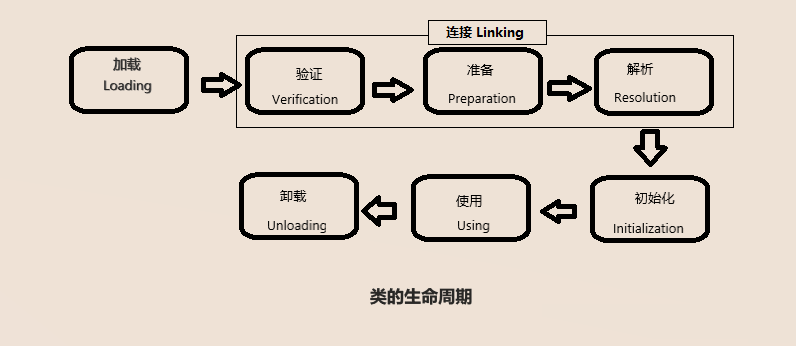 连接 Linking
加载
Loading
验证
Verification
准备
Preparation
解析
Resolution
卸载
Unloading
使用
Using
初始化
Initialization
类的生命周期